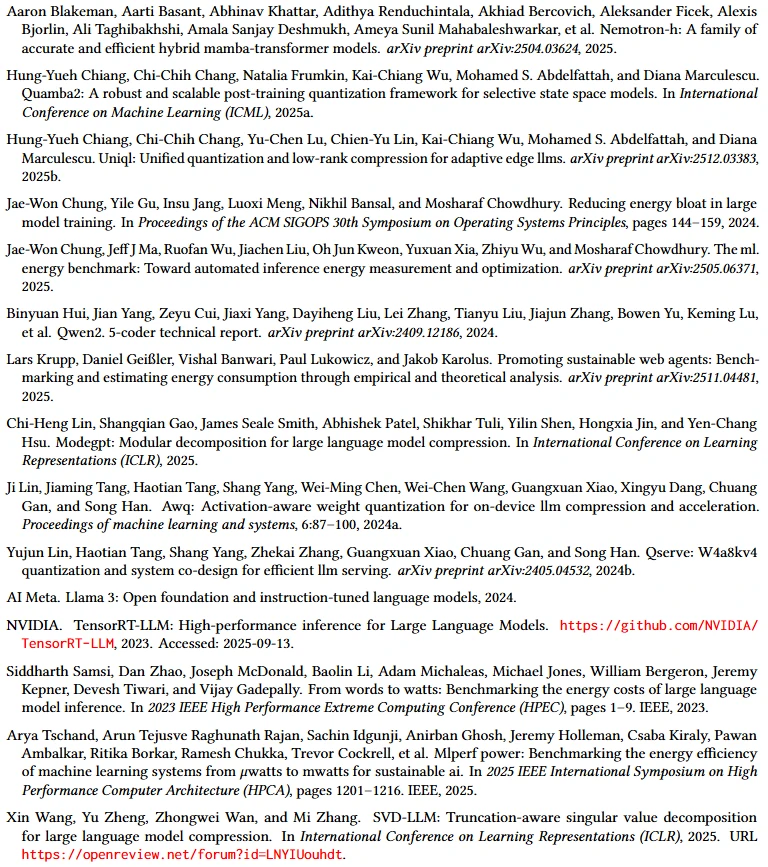 Aaron Blakeman, Aarti Basant, Abhinav Khattar, Adithya Renduchintala, Akhiad Bercovich, Aleksander Ficek, Alexis
Bjorlin, Ali Taghibakhshi, Amala Sanjay Deshmukh, Ameya Sunil Mahabaleshwarkar, et al. Nemotron-h: A family of
accurate and efficient hybrid mamba-transformer models. arXiv preprint arXiv:2504.03624, 2025.
Hung-Yueh Chiang, Chi-Chih Chang, Natalia Frumkin, Kai-Chiang Wu, Mohamed S. Abdelfattah, and Diana Marculescu.
Quamba2: A robust and scalable post-training quantization framework for selective state space models. In International
Conference on Machine Learning (ICML), 2025a.
Hung-Yueh Chiang, Chi-Chih Chang, Yu-Chen Lu, Chien-Yu Lin, Kai-Chiang Wu, Mohamed S. Abdelfattah, and Diana
Marculescu. Uniql: Unified quantization and low-rank compression for adaptive edge llms. arXiv preprint arXiv:2512.03383,
2025b.
Jae-Won Chung, Yile Gu, Insu Jang, Luoxi Meng, Nikhil Bansal, and Mosharaf Chowdhury. Reducing energy bloat in large
model training. In Proceedings of the ACM SIGOPS 30th Symposium on Operating Systems Principles, pages 144–159, 2024.
Jae-Won Chung, Jeff J Ma, Ruofan Wu, Jiachen Liu, Oh Jun Kweon, Yuxuan Xia, Zhiyu Wu, and Mosharaf Chowdhury. The ml.
energy benchmark: Toward automated inference energy measurement and optimization. arXiv preprint arXiv:2505.06371,
2025.
Binyuan Hui, Jian Yang, Zeyu Cui, Jiaxi Yang, Dayiheng Liu, Lei Zhang, Tianyu Liu, Jiajun Zhang, Bowen Yu, Keming Lu,
et al. Qwen2. 5-coder technical report. arXiv preprint arXiv:2409.12186, 2024.
Lars Krupp, Daniel Geißler, Vishal Banwari, Paul Lukowicz, and Jakob Karolus. Promoting sustainable web agents: Bench-
marking and estimating energy consumption through empirical and theoretical analysis. arXiv preprint arXiv:2511.04481,
2025.
Chi-Heng Lin, Shangqian Gao, James Seale Smith, Abhishek Patel, Shikhar Tuli, Yilin Shen, Hongxia Jin, and Yen-Chang
Hsu. Modegpt: Modular decomposition for large language model compression. In International Conference on Learning
Representations (ICLR), 2025.
Ji Lin, Jiaming Tang, Haotian Tang, Shang Yang, Wei-Ming Chen, Wei-Chen Wang, Guangxuan Xiao, Xingyu Dang, Chuang
Gan, and Song Han. Awq: Activation-aware weight quantization for on-device llm compression and acceleration.
Proceedings of machine learning and systems, 6:87–100, 2024a.
Yujun Lin, Haotian Tang, Shang Yang, Zhekai Zhang, Guangxuan Xiao, Chuang Gan, and Song Han. Qserve: W4a8kv4
quantization and system co-design for efficient llm serving. arXiv preprint arXiv:2405.04532, 2024b.
AI Meta. Llama 3: Open foundation and instruction-tuned language models, 2024.
NVIDIA. TensorRT-LLM: High-performance inference for Large Language Models. https://github.com/NVIDIA/
TensorRT-LLM, 2023. Accessed: 2025-09-13.
Siddharth Samsi, Dan Zhao, Joseph McDonald, Baolin Li, Adam Michaleas, Michael Jones, William Bergeron, Jeremy
Kepner, Devesh Tiwari, and Vijay Gadepally. From words to watts: Benchmarking the energy costs of large language
model inference. In 2023 IEEE High Performance Extreme Computing Conference (HPEC), pages 1–9. IEEE, 2023.
Arya Tschand, Arun Tejusve Raghunath Rajan, Sachin Idgunji, Anirban Ghosh, Jeremy Holleman, Csaba Kiraly, Pawan
Ambalkar, Ritika Borkar, Ramesh Chukka, Trevor Cockrell, et al. Mlperf power: Benchmarking the energy efficiency
of machine learning systems from μwatts to mwatts for sustainable ai. In 2025 IEEE International Symposium on High
Performance Computer Architecture (HPCA), pages 1201–1216. IEEE, 2025.
Xin Wang, Yu Zheng, Zhongwei Wan, and Mi Zhang. SVD-LLM: Truncation-aware singular value decomposition
for large language model compression. In International Conference on Learning Representations (ICLR), 2025. URL
https://openreview.net/forum?id=LNYIUouhdt.